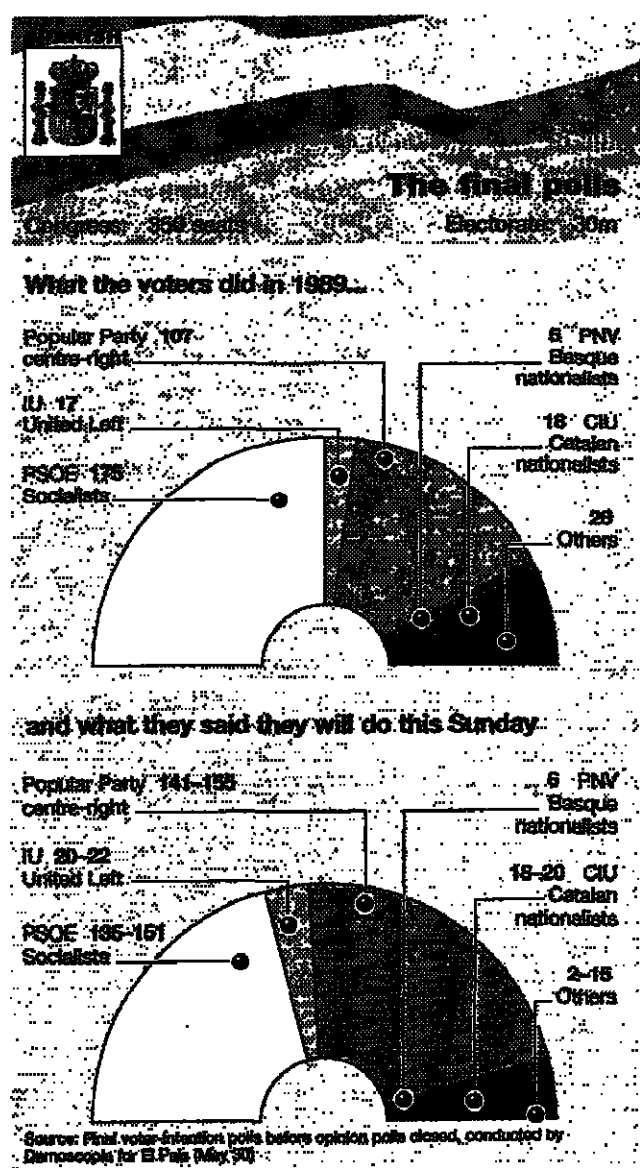 SPANISH
The final polls
Congress: 350 seats
Electorate: 30m
What the voters did in 1989...
Popular Party 107
centre-right
IU 17
United Left
PSOE 175
Socialists
PNV
Basque
nationalists
18 CIU
Catalan
nationalists
Others
and what they said they will do this Sunday
Popular Party 141–155
centre-right
IU 20–22
United Left
PSOE
Socialists
6 PNV
Basque
nationalists
18–20 CIU
Catalan
nationalists
2–15
Others
Source: Final voter-intention polls before opinion polls closed, conducted by
Demoscopia for El País (May 30)